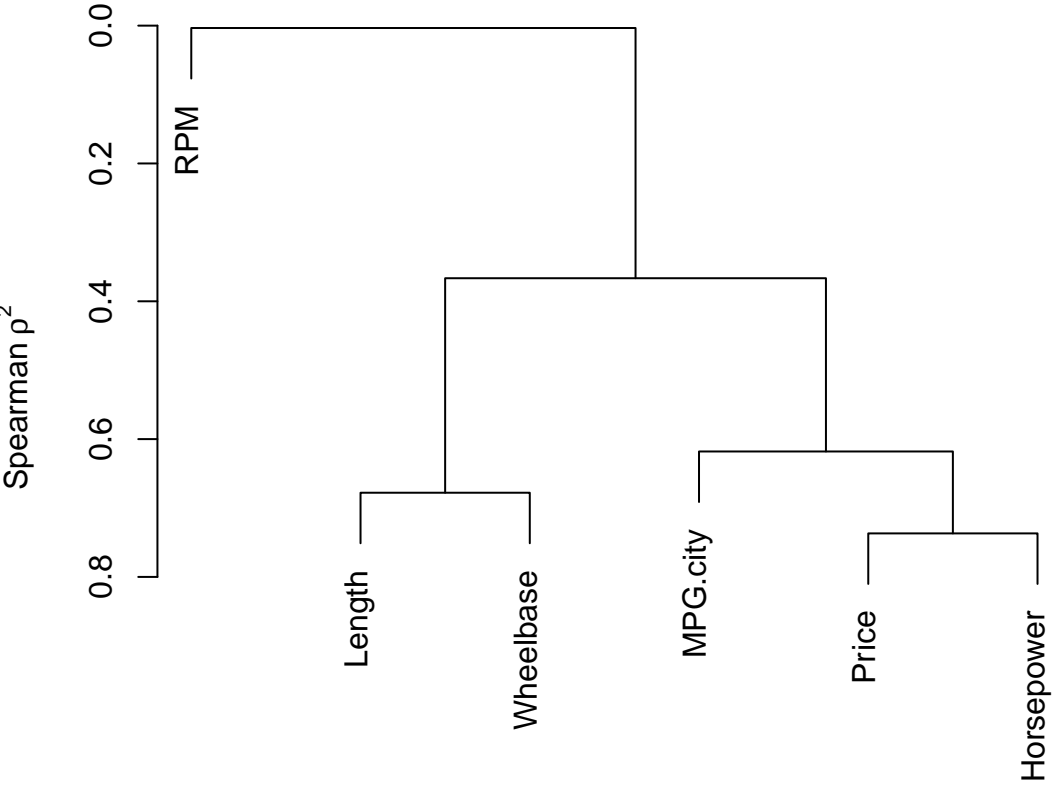 Spearman ρ²
0.0
0.2
0.4
0.6
0.8
RPM
Length
Wheelbase
MPG.city
Price
Horsepower